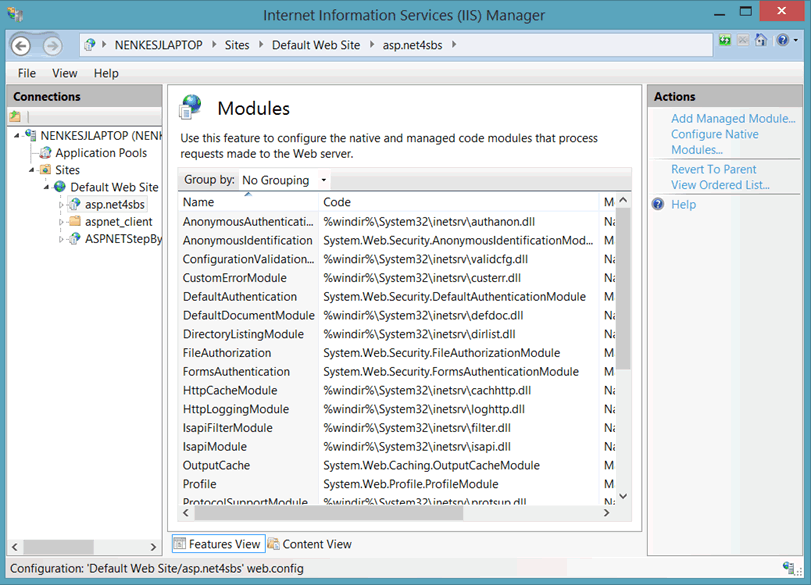 Internet Information Services (IIS) Manager
NENKESJLAPTOP Sites Default Web Site asp.net4sbs
File View Help
Connections
NENKESJLAPTOP (NENK
Application Pools
Sites
Default Web Site
asp.net4sbs
aspnet_client
ASPNETStepBy
Modules
Use this feature to configure the native and managed code modules that process
requests made to the Web server.
Group by: No Grouping
Name Code M
AnonymousAuthenticati... %windir%\System32\inetsrv\authanon.dll Na
AnonymousIdentification System.Web.Security.AnonymousIdentificationMod... M
ConfigurationValidation... %windir%\System32\inetsrv\validcfg.dll Na
CustomErrorModule %windir%\System32\inetsrv\custerr.dll Na
DefaultAuthentication System.Web.Security.DefaultAuthenticationModule M
DefaultDocumentModule %windir%\System32\inetsrv\defdoc.dll Na
DirectoryListingModule %windir%\System32\inetsrv\dirlist.dll Na
FileAuthorization System.Web.Security.FileAuthorizationModule M
FormsAuthentication System.Web.Security.FormsAuthenticationModule M
HttpCacheModule %windir%\System32\inetsrv\cachhttp.dll Na
HttpLoggingModule %windir%\System32\inetsrv\loghttp.dll Na
IsapiFilterModule %windir%\System32\inetsrv\filter.dll Na
IsapiModule %windir%\System32\inetsrv\isapi.dll Na
OutputCache System.Web.Caching.OutputCacheModule M
Profile System.Web.Profile.ProfileModule M
ProtocolSupportModule %windir%\System32\inetsrv\protsup.dll Na
Features View Content View
Actions
Add Managed Module...
Configure Native
Modules...
Revert To Parent
View Ordered List...
Help
Configuration: 'Default Web Site/asp.net4sbs' web.config